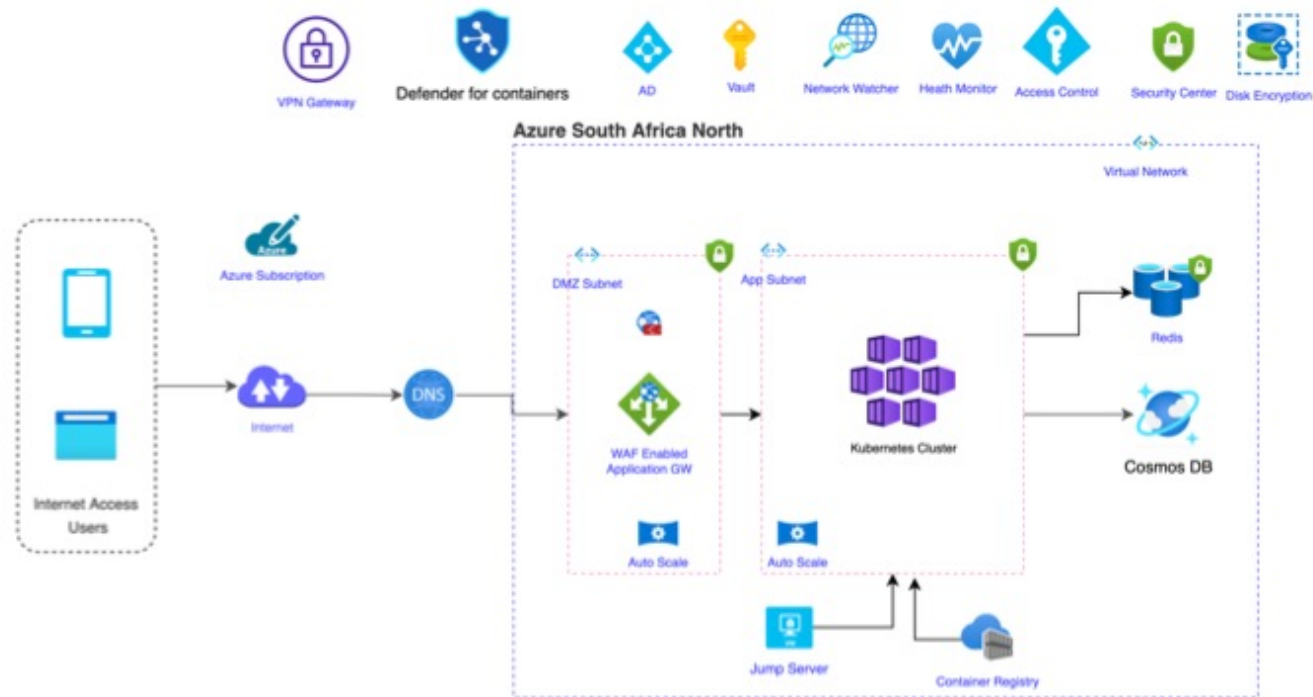 VPN Gateway
Defender for containers
AD
Vault
Network Watcher
Heath Monitor
Access Control
Security Center
Disk Encryption
Azure South Africa North
Virtual Network
Azure
Azure Subscription
DMZ Subnet
App Subnet
Redis
DNS
Internet
WAF Enabled
Application GW
Kubernetes Cluster
Cosmos DB
Internet Access
Users
Auto Scale
Auto Scale
Jump Server
Container Registry